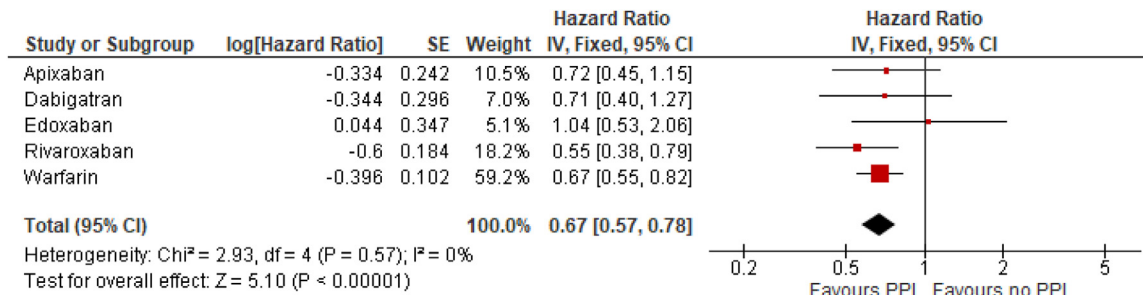 Hazard Ratio Hazard Ratio
Study or Subgroup log[Hazard Ratio] SE Weight IV, Fixed, 95% CI IV, Fixed, 95% CI
Apixaban -0.334 0.242 10.5% 0.72 [0.45, 1.15]
Dabigatran -0.344 0.296 7.0% 0.71 [0.40, 1.27]
Edoxaban 0.044 0.347 5.1% 1.04 [0.53, 2.06]
Rivaroxaban -0.6 0.184 18.2% 0.55 [0.38, 0.79]
Warfarin -0.396 0.102 59.2% 0.67 [0.55, 0.82]
Total (95% CI) 100.0% 0.67 [0.57, 0.78]
Heterogeneity: Chi² = 2.93, df = 4 (P = 0.57); I² = 0%
Test for overall effect: Z = 5.10 (P < 0.00001)
0.2 0.5 1 2 5
Favours PPI Favours no PPI